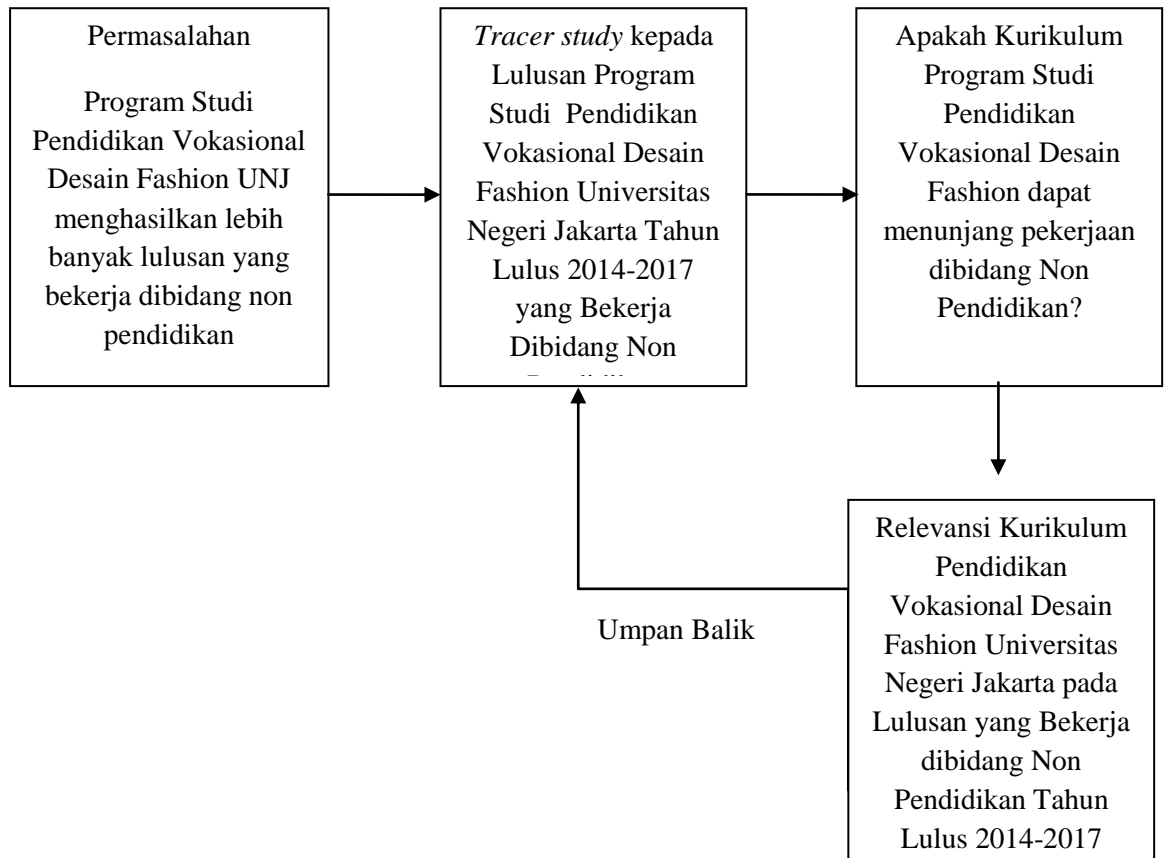 Permasalahan
Program Studi
Pendidikan Vokasional
Desain Fashion UNJ
menghasilkan lebih
banyak lulusan yang
bekerja dibidang non
pendidikan
Tracer study kepada
Lulusan Program
Studi Pendidikan
Vokasional Desain
Fashion Universitas
Negeri Jakarta Tahun
Lulus 2014-2017
yang Bekerja
Dibidang Non
Apakah Kurikulum
Program Studi
Pendidikan
Vokasional Desain
Fashion dapat
menunjang pekerjaan
dibidang Non
Pendidikan?
Relevansi Kurikulum
Pendidikan
Vokasional Desain
Fashion Universitas
Negeri Jakarta pada
Lulusan yang Bekerja
dibidang Non
Pendidikan Tahun
Lulus 2014-2017
Umpan Balik